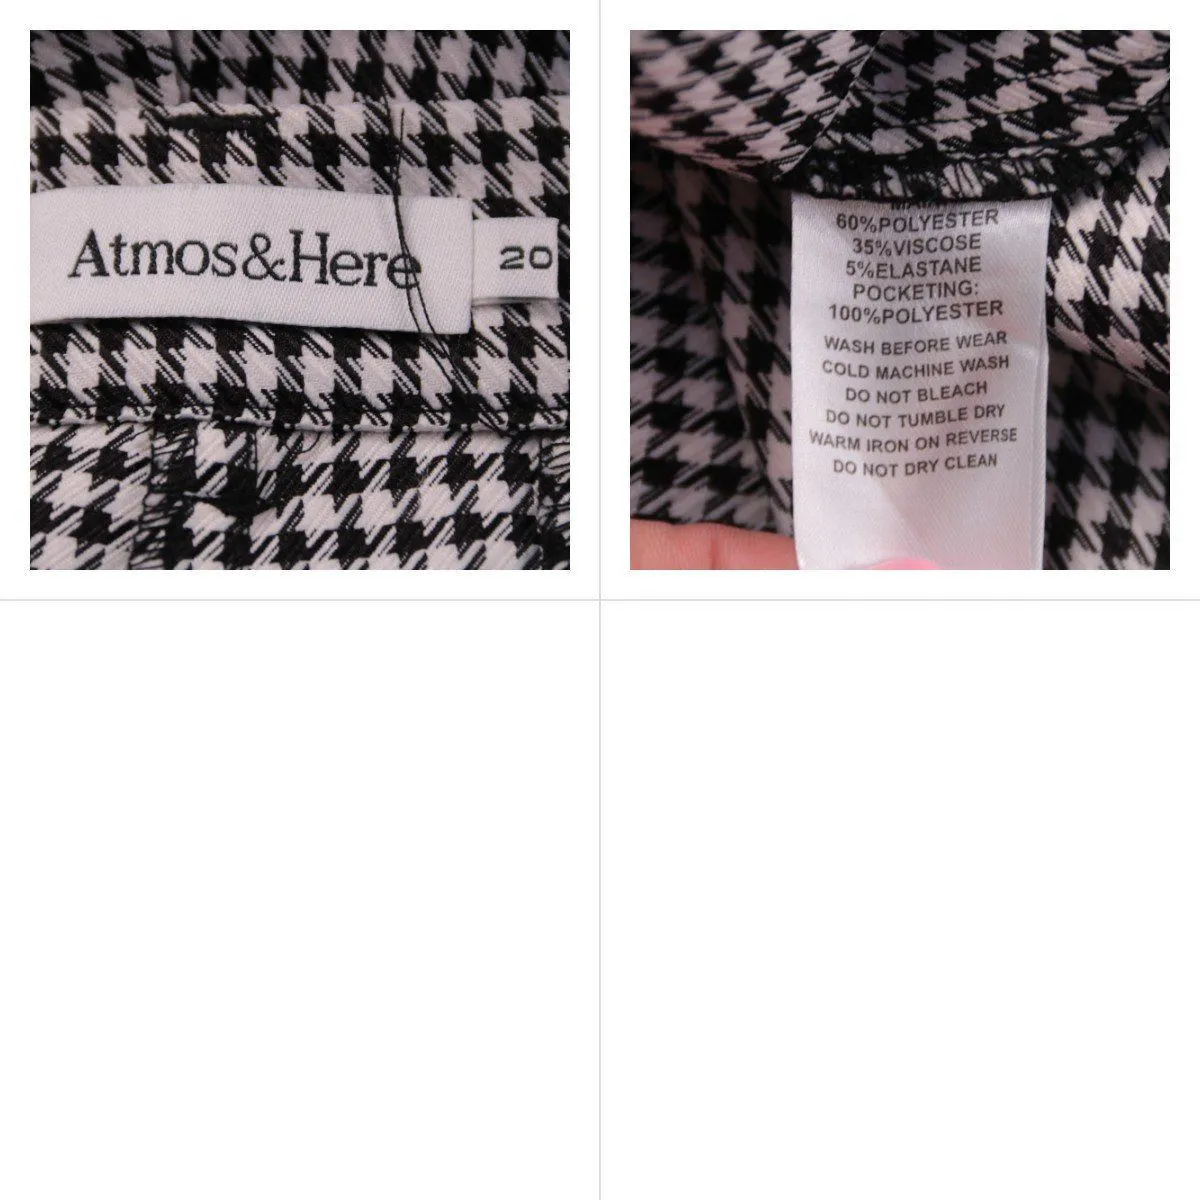 Atmos&Here
20
60%POLYESTER
35%VISCOSE
5%ELASTANE
POCKETING:
100%POLYESTER
WASH BEFORE WEAR
COLD MACHINE WASH
DO NOT BLEACH
DO NOT TUMBLE DRY
WARM IRON ON REVERSE
DO NOT DRY CLEAN